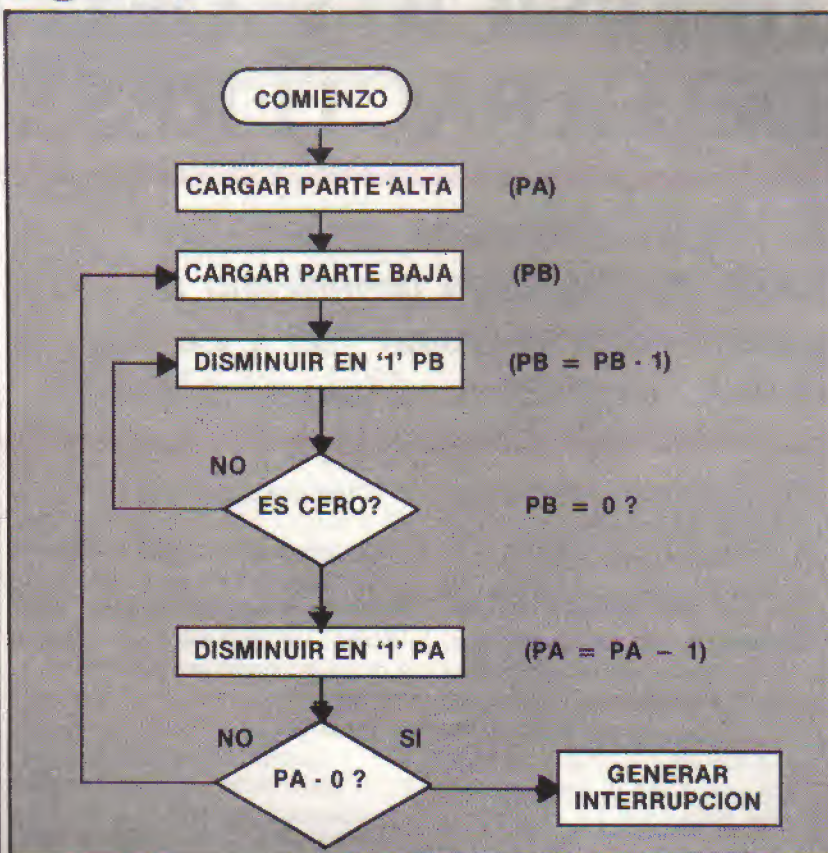 COMIENZO
CARGAR PARTE ALTA (PA)
CARGAR PARTE BAJA (PB)
DISMINUIR EN '1' PB (PB = PB - 1)
NO
ES CERO? PB = 0 ?
DISMINUIR EN '1' PA (PA = PA - 1)
NO SI
PA - 0 ?
GENERAR
INTERRUPCION